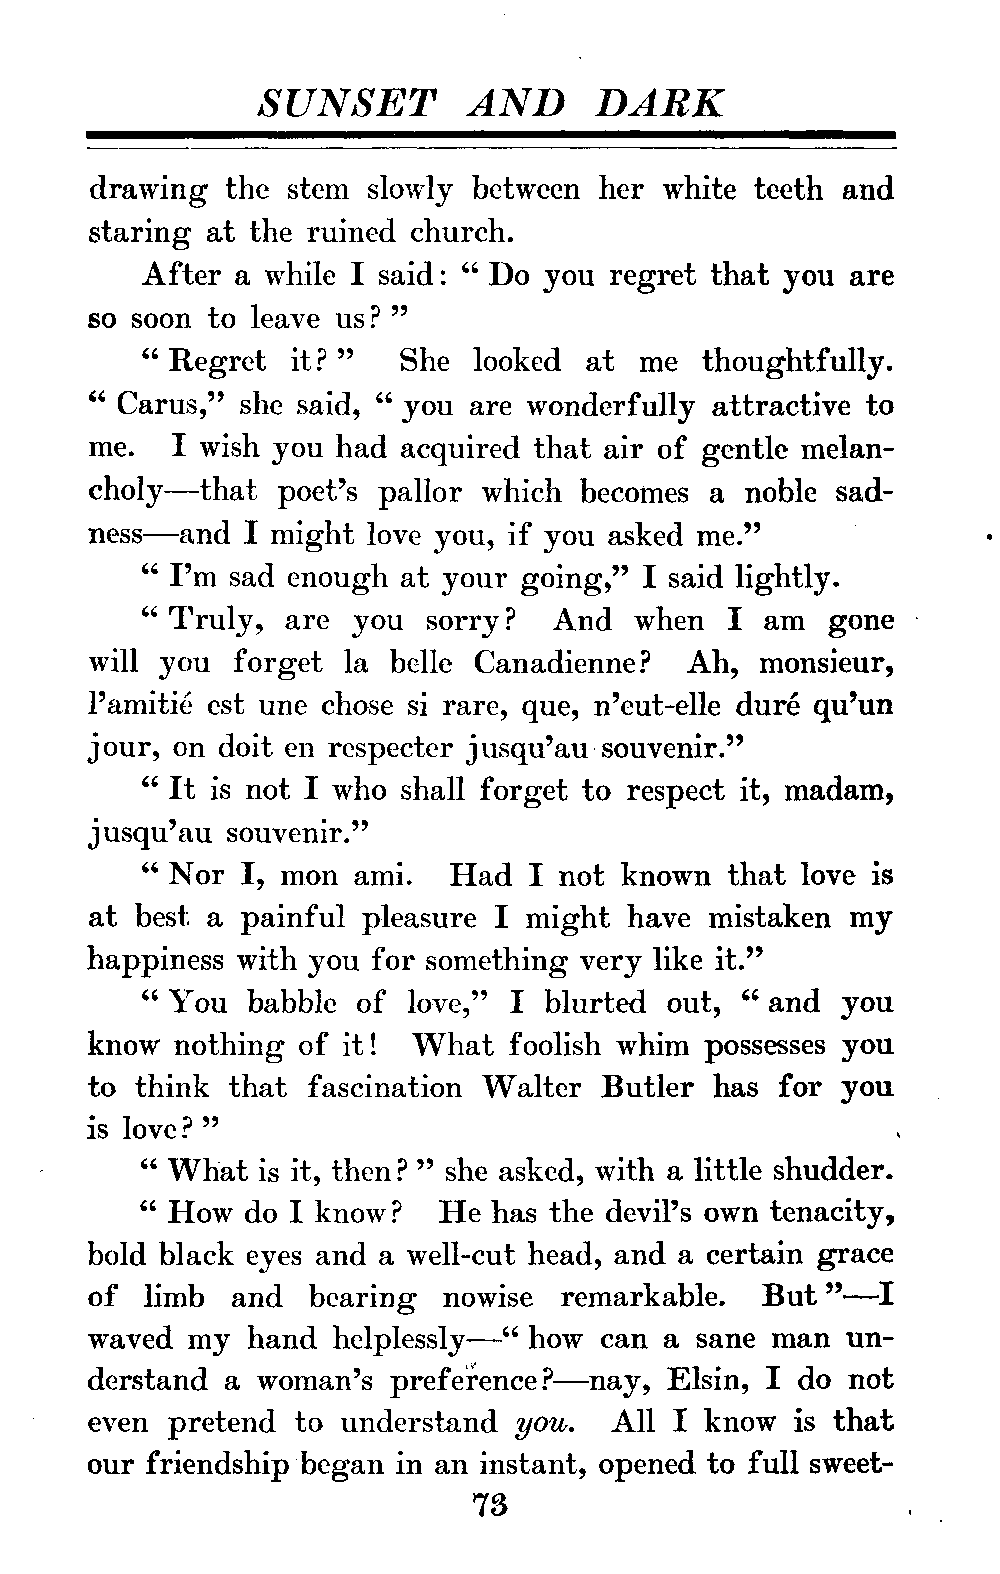 SUNSET AND DARK
drawing the stem slowly between her white teeth and
staring at the ruined church.
After a while I said: “ Do you regret that you are
so soon to leave us? ”
“ Regret it? ” She looked at me thoughtfully.
“ Carus,” she said, “ you are wonderfully attractive to
me. I wish you had acquired that air of gentle melan-
choly—that poet’s pallor which becomes a noble sad-
ness—and I might love you, if you asked me.”
“ I’m sad enough at your going,” I said lightly.
“ Truly, are you sorry? And when I am gone
will you forget la belle Canadienne? Ah, monsieur,
l’amitié est une chose si rare, que, n’eut-elle duré qu’un
jour, on doit en respecter jusqu’au souvenir.”
“ It is not I who shall forget to respect it, madam,
jusqu’au souvenir.”
“ Nor I, mon ami. Had I not known that love is
at best a painful pleasure I might have mistaken my
happiness with you for something very like it.”
“ You babble of love,” I blurted out, “ and you
know nothing of it! What foolish whim possesses you
to think that fascination Walter Butler has for you
is love? ”
“ What is it, then? ” she asked, with a little shudder.
“ How do I know? He has the devil’s own tenacity,
bold black eyes and a well-cut head, and a certain grace
of limb and bearing nowise remarkable. But ”—I
waved my hand helplessly—“ how can a sane man un-
derstand a woman’s preference?—nay, Elsin, I do not
even pretend to understand you. All I know is that
our friendship began in an instant, opened to full sweet-
73